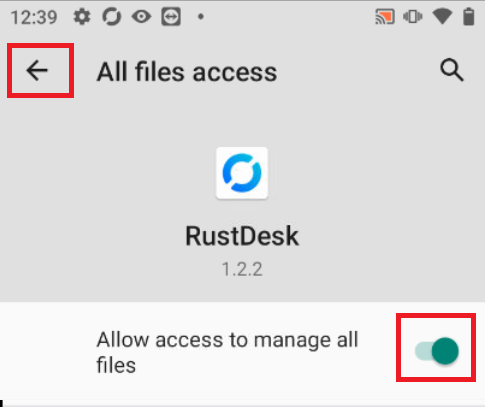 12:39
All files access
RustDesk
1.2.2
Allow access to manage all
files